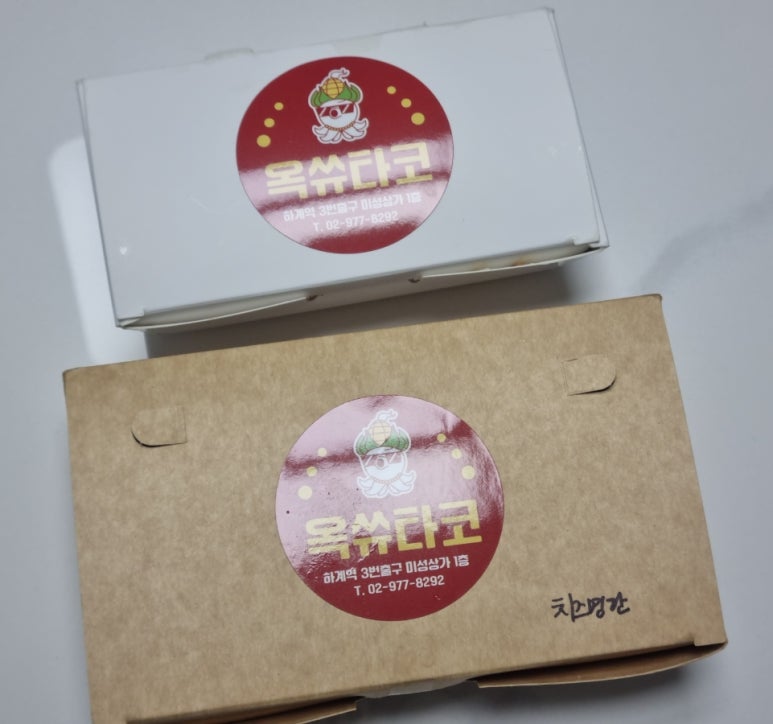 옥쓔타코
하계역 3번출구 미성상가 1층
T. 02-977-8292
옥쓔타코
하계역 3번출구 미성상가 1층
T. 02-977-8292
치즈명란